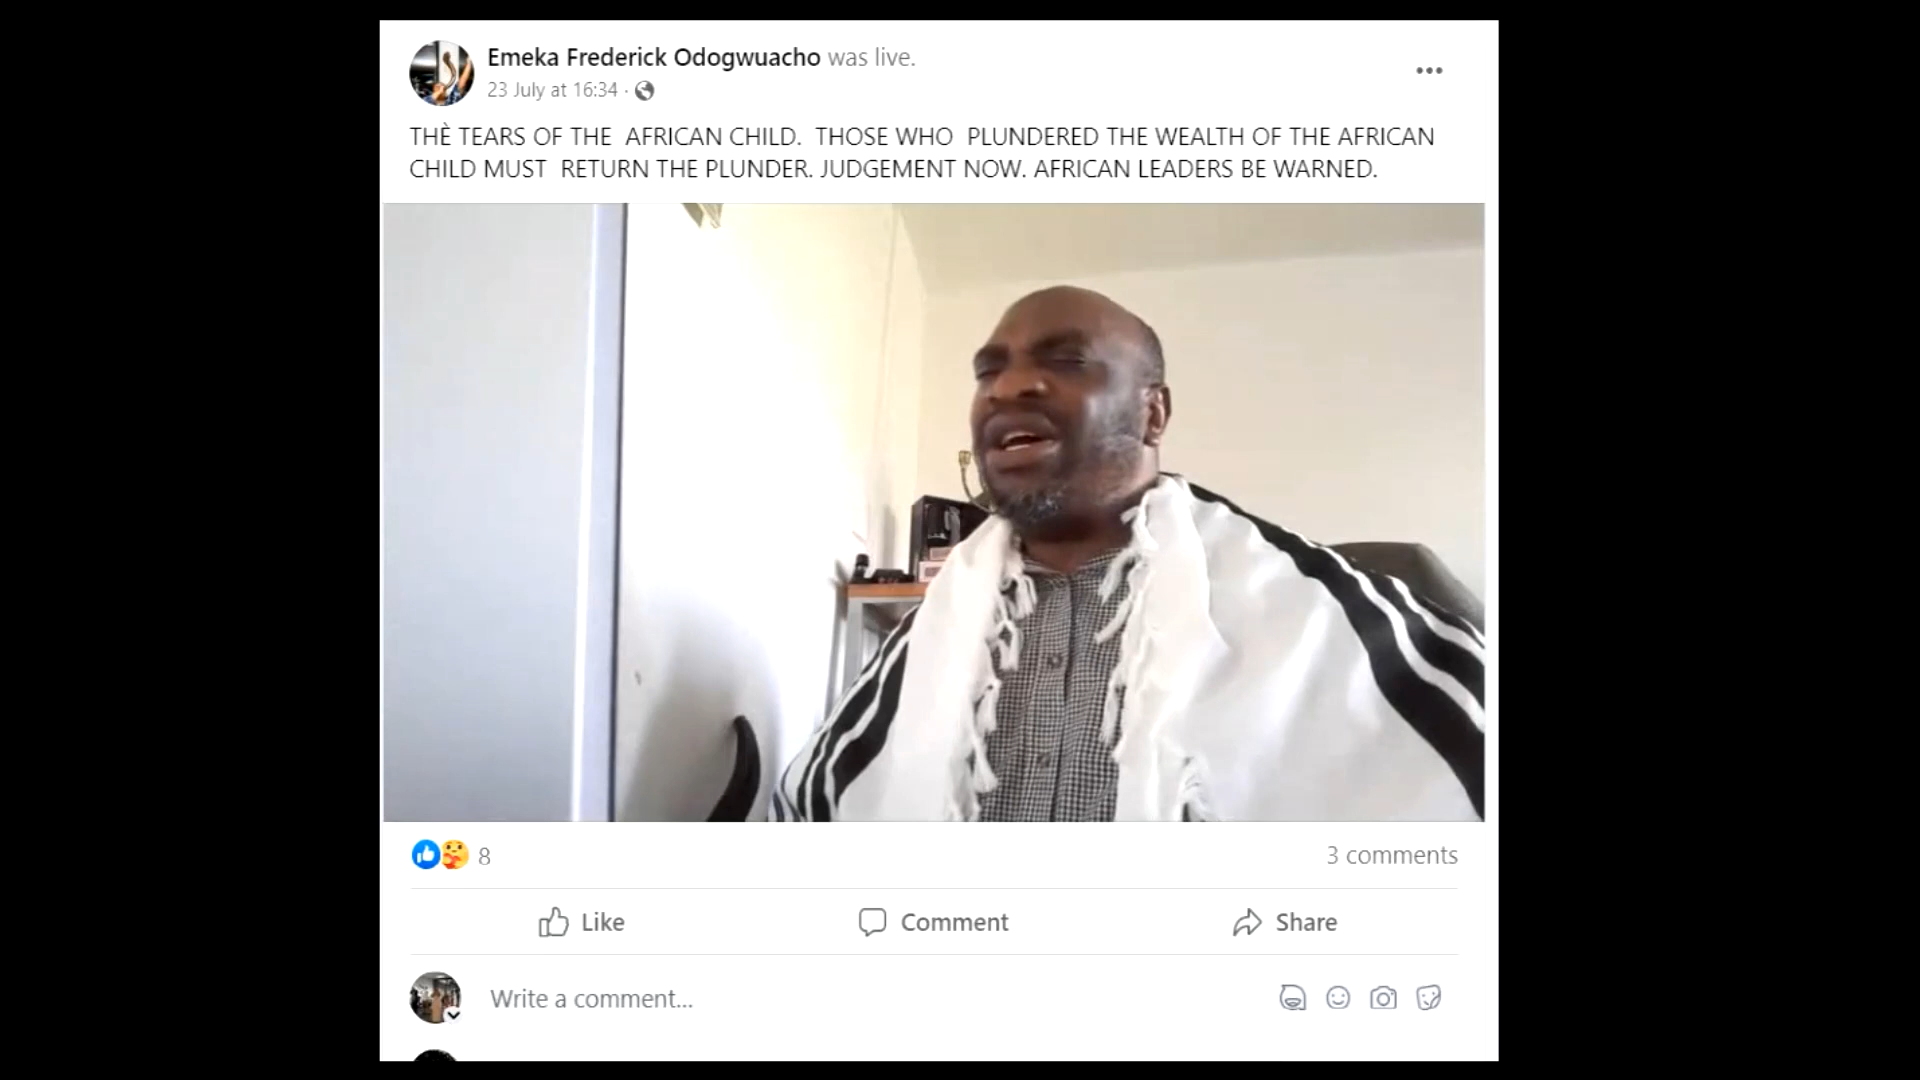 Emeka Frederick Odogwuacho was live.
23 July at 16:34 ·
THÈ TEARS OF THE AFRICAN CHILD. THOSE WHO PLUNDERED THE WEALTH OF THE AFRICAN
CHILD MUST RETURN THE PLUNDER. JUDGEMENT NOW. AFRICAN LEADERS BE WARNED.
8
3 comments
Like
Comment
Share
Write a comment...